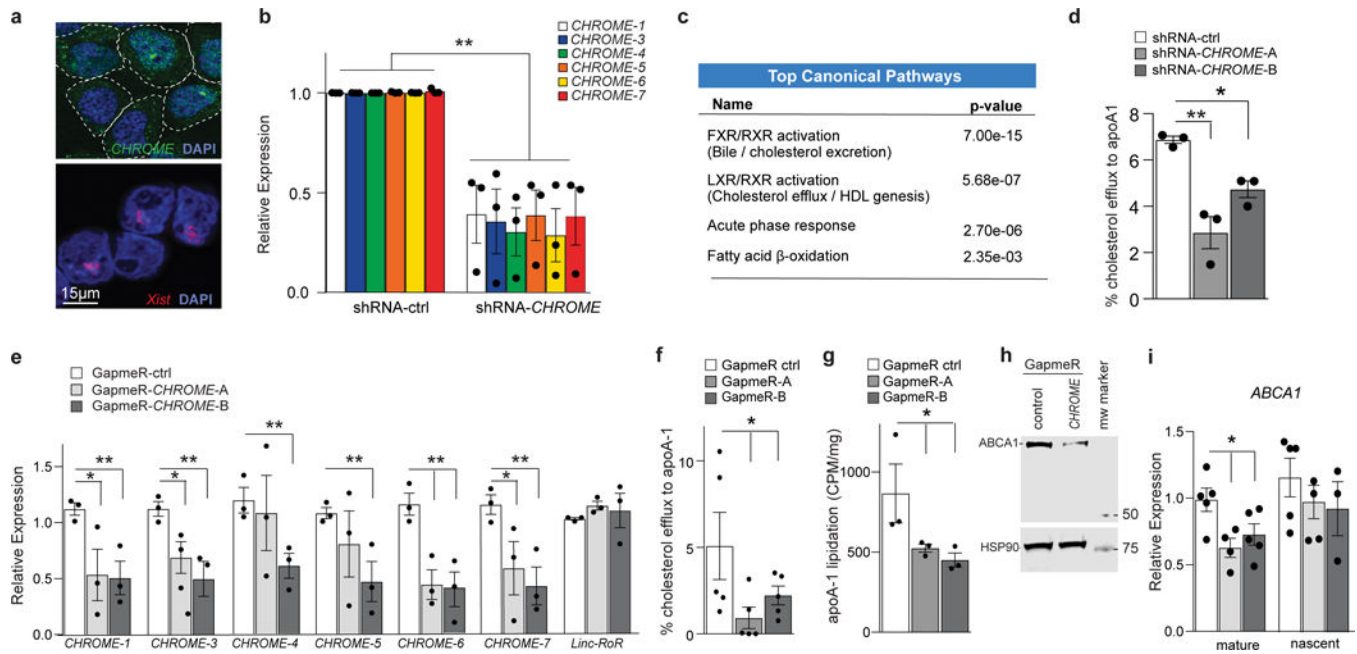 a
CHROME DAPI
15µm
Xist DAPI
b
Relative Expression
1.0
0.5
0.0
**
CHROME-1
CHROME-3
CHROME-4
CHROME-5
CHROME-6
CHROME-7
shRNA-ctrl
shRNA-CHROME
c
Top Canonical Pathways
Name p-value
FXR/RXR activation 7.00e-15
(Bile / cholesterol excretion)
LXR/RXR activation 5.68e-07
(Cholesterol efflux / HDL genesis)
Acute phase response 2.70e-06
Fatty acid β-oxidation 2.35e-03
d
shRNA-ctrl
shRNA-CHROME-A
shRNA-CHROME-B
% cholesterol efflux to apoA1
8
6
4
2
0
*
**
e
GapmeR-ctrl
GapmeR-CHROME-A
GapmeR-CHROME-B
Relative Expression
1.5
1.0
0.5
0.0
**
*
**
*
**
**
**
**
*
CHROME-1
CHROME-3
CHROME-4
CHROME-5
CHROME-6
CHROME-7
Linc-RoR
f
GapmeR ctrl
GapmeR-A
GapmeR-B
% cholesterol efflux to apoA-1
10
5
0
*
g
GapmeR ctrl
GapmeR-A
GapmeR-B
apoA-1 lipidation (CPM/mg)
1000
500
0
*
h
GapmeR
control
CHROME
mw marker
ABCA1
50
HSP90
75
i
ABCA1
Relative Expression
1.5
1.0
0.5
0.0
*
mature
nascent